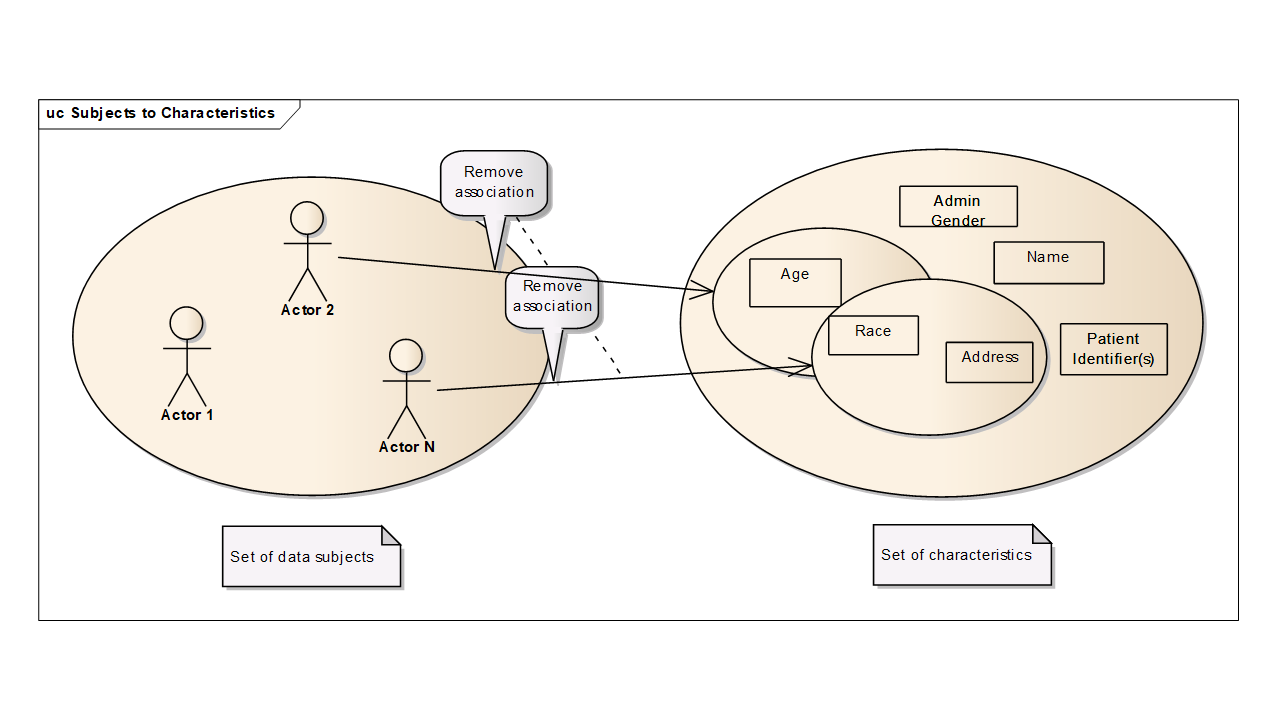 uc Subjects to Characteristics
Remove
association
Admin
Gender
Actor 2
Name
Age
Remove
association
Race
Patient
Identifier(s)
Address
Actor 1
Actor N
Set of data subjects
Set of characteristics